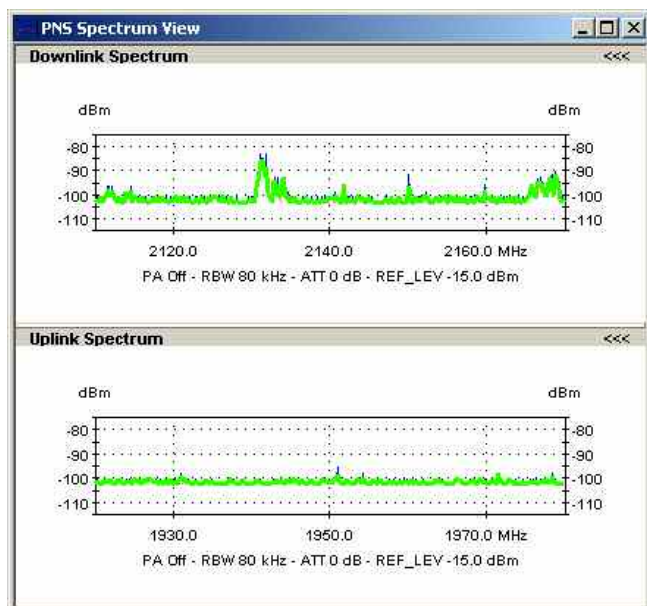 PNS Spectrum View
Downlink Spectrum <<<
dBm dBm
-80 -80
-90 -90
-100 -100
-110 -110
2120.0 2140.0 2160.0 MHz
PA Off - RBW 80 kHz - ATT 0 dB - REF_LEV -15.0 dBm
Uplink Spectrum <<<
dBm dBm
-80 -80
-90 -90
-100 -100
-110 -110
1930.0 1950.0 1970.0 MHz
PA Off - RBW 80 kHz - ATT 0 dB - REF_LEV -15.0 dBm